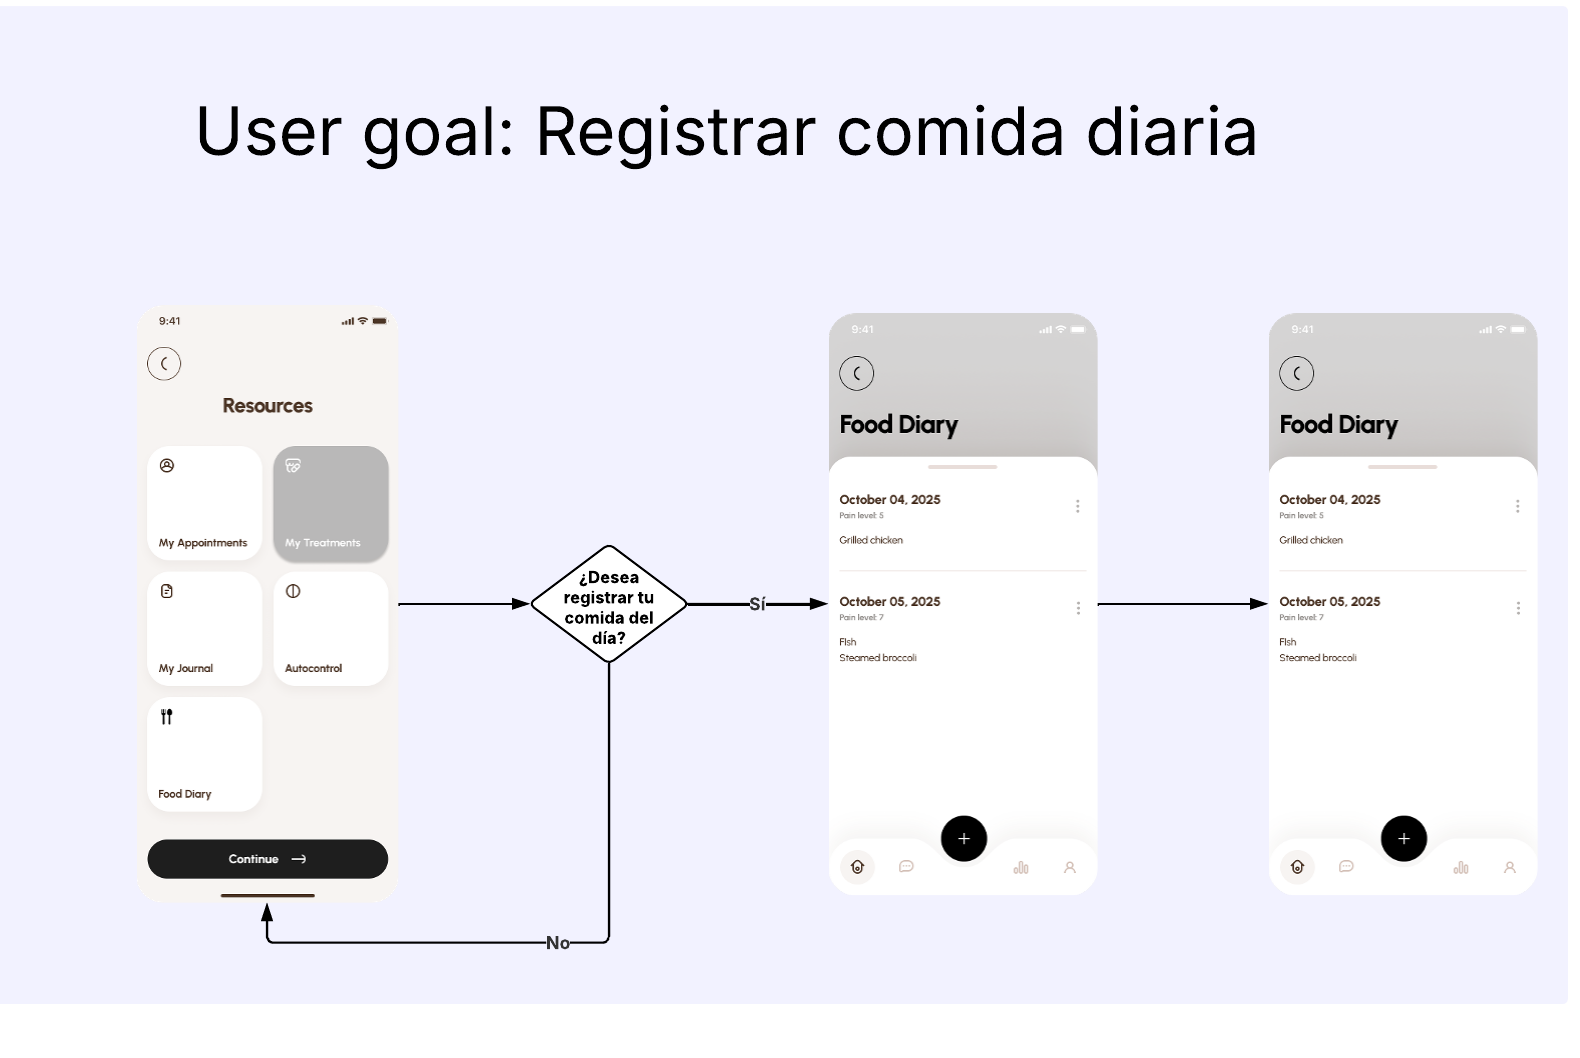 User goal: Registrar comida diaria
9:41
Resources
My Appointments
My Treatments
My Journal
Autocontrol
Food Diary
Continue
¿Desea
registrar tu
comida del
día?
Sí
No
9:41
Food Diary
October 04, 2025
Pain level: 5
Grilled chicken
October 05, 2025
Pain level: 7
FIsh
Steamed broccoli
9:41
Food Diary
October 04, 2025
Pain level: 5
Grilled chicken
October 05, 2025
Pain level: 7
FIsh
Steamed broccoli